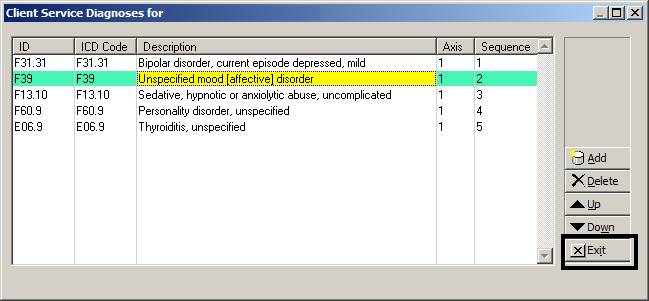 Client Service Diagnoses for
ID ICD Code Description Axis Sequence
F31.31 F31.31 Bipolar disorder, current episode depressed, mild 1 1
F39 F39 Unspecified mood [affective] disorder 1 2
F13.10 F13.10 Sedative, hypnotic or anxiolytic abuse, uncomplicated 1 3
F60.9 F60.9 Personality disorder, unspecified 1 4
E06.9 E06.9 Thyroiditis, unspecified 1 5
Add
Delete
Up
Down
Exit